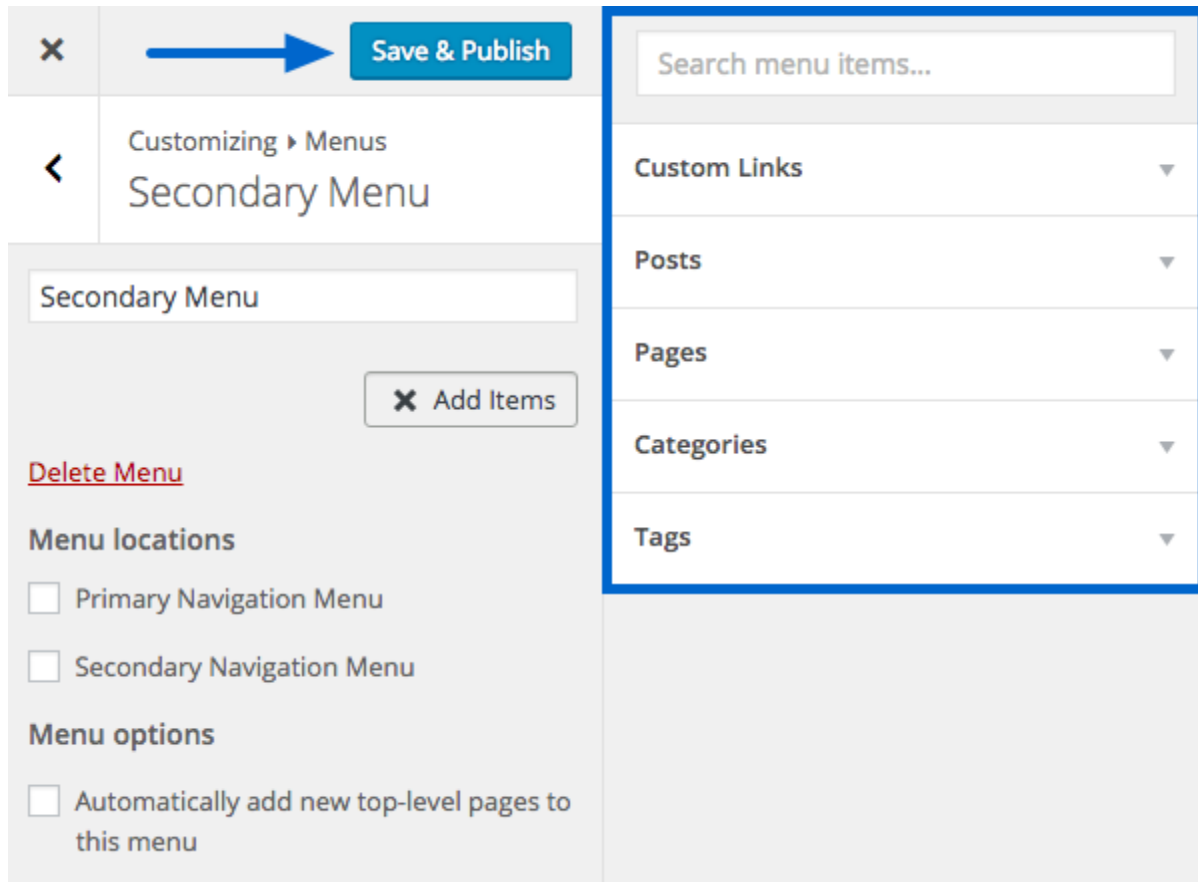 Save & Publish
Customizing ▸ Menus
Secondary Menu
Secondary Menu
Add Items
Delete Menu
Menu locations
Primary Navigation Menu
Secondary Navigation Menu
Menu options
Automatically add new top-level pages to
this menu
Search menu items...
Custom Links
Posts
Pages
Categories
Tags